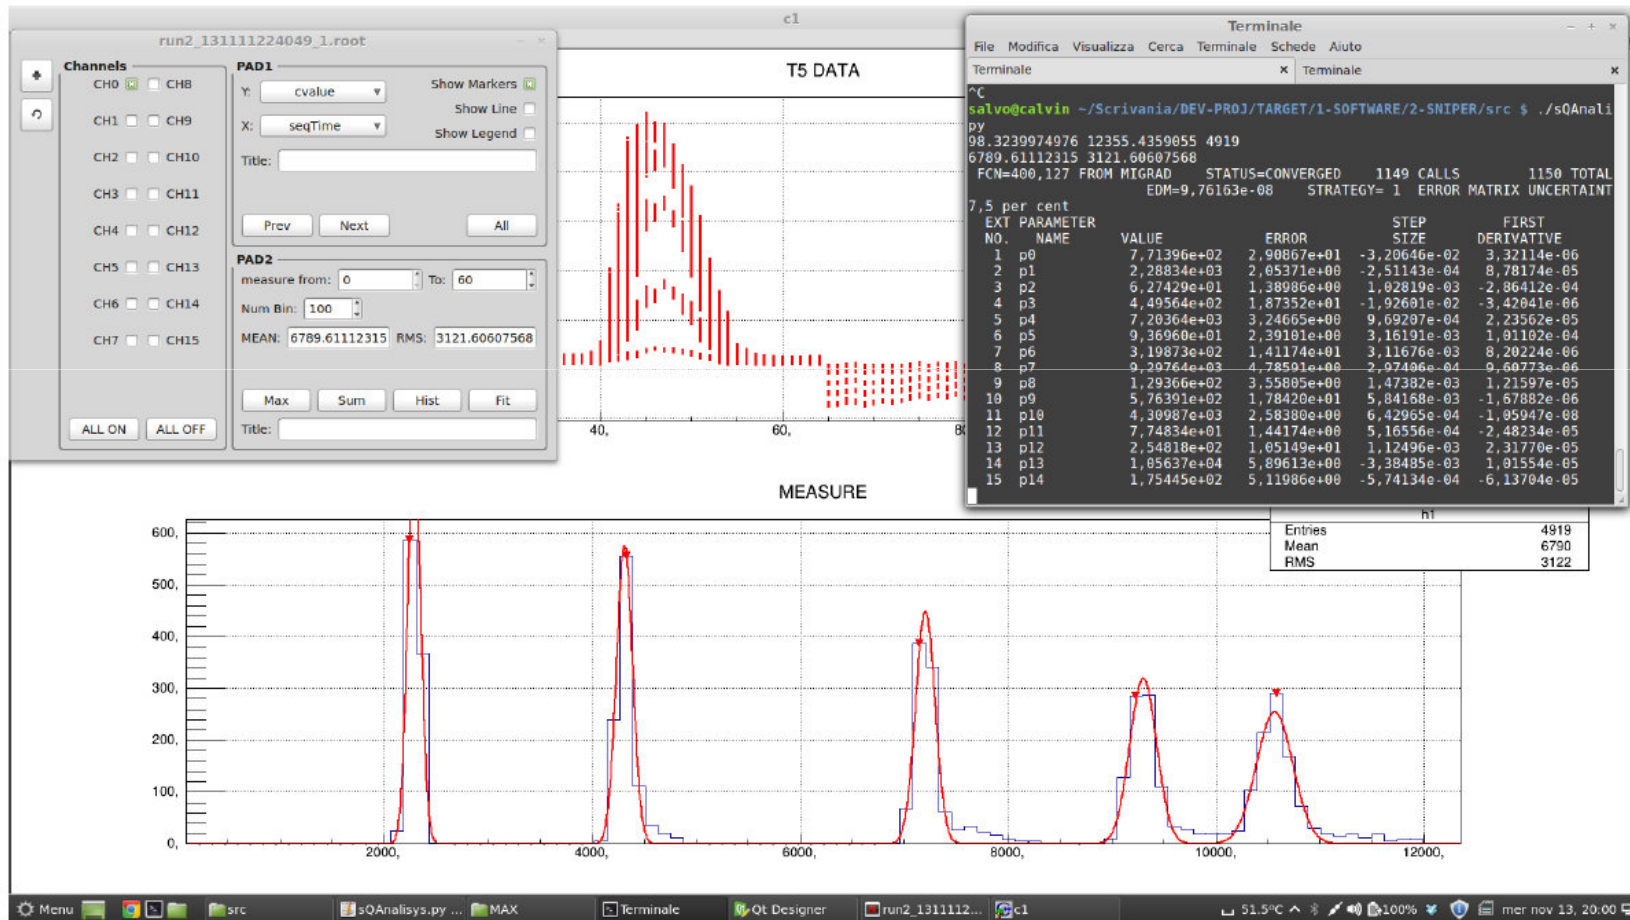 c1
run2_131111224049_1.root
Channels
CH0 CH8
CH1 CH9
CH2 CH10
CH3 CH11
CH4 CH12
CH5 CH13
CH6 CH14
CH7 CH15
ALL ON ALL OFF
PAD1
Y: cvalue Show Markers
Show Line
X: seqTime
Show Legend
Title:
Prev Next All
PAD2
measure from: 0 To: 60
Num Bin: 100
MEAN: 6789.61112315 RMS: 3121.60607568
Max Sum Hist Fit
Title:
T5 DATA
40, 60, 80
Terminale
File Modifica Visualizza Cerca Terminale Schede Aiuto
Terminale Terminale
^C
salvo@calvin ~/Scrivania/DEV-PROJ/TARGET/1-SOFTWARE/2-SNIPER/src $ ./sQAnali
py
98.3239974976 12355.4359055 4919
6789.61112315 3121.60607568
FCN=400,127 FROM MIGRAD STATUS=CONVERGED 1149 CALLS 1150 TOTAL
EDM=9,76163e-08 STRATEGY= 1 ERROR MATRIX UNCERTAINT
7,5 per cent
EXT PARAMETER STEP FIRST
NO. NAME VALUE ERROR SIZE DERIVATIVE
1 p0 7,71396e+02 2,90867e+01 -3,20646e-02 3,32114e-06
2 p1 2,28834e+03 2,05371e+00 -2,51143e-04 8,78174e-05
3 p2 6,27429e+01 1,38986e+00 1,02819e-03 -2,86412e-04
4 p3 4,49564e+02 1,87352e+01 -1,92601e-02 -3,42041e-06
5 p4 7,20364e+03 3,24665e+00 9,69207e-04 2,23562e-05
6 p5 9,36960e+01 2,39101e+00 3,16191e-03 1,01102e-04
7 p6 3,19873e+02 1,41174e+01 3,11676e-03 8,20224e-06
8 p7 9,29764e+03 4,78591e+00 2,97406e-04 9,60773e-06
9 p8 1,29366e+02 3,55805e+00 1,47382e-03 1,21597e-05
10 p9 5,76391e+02 1,78420e+01 5,84168e-03 -1,67882e-06
11 p10 4,30987e+03 2,58380e+00 6,42965e-04 -1,05947e-08
12 p11 7,74834e+01 1,44174e+00 5,16556e-04 -2,48234e-05
13 p12 2,54818e+02 1,05149e+01 1,12496e-03 2,31770e-05
14 p13 1,05637e+04 5,89613e+00 -3,38485e-03 1,01554e-05
15 p14 1,75445e+02 5,11986e+00 -5,74134e-04 -6,13704e-05
MEASURE
h1
Entries 4919
Mean 6790
RMS 3122
600,
500,
400,
300,
200,
100,
0,
2000, 4000, 6000, 8000, 10000, 12000,
Menu src sQAnalisys.py ... MAX Terminale Qt Designer run2_1311112... c1 51.5°C 100% mer nov 13, 20:00